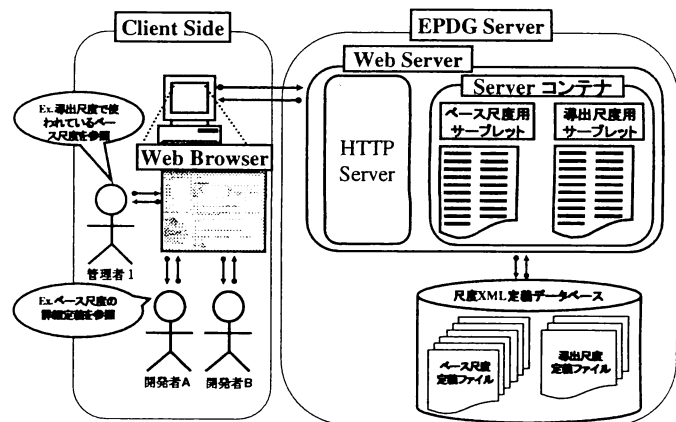 Client Side
EPDG Server
Web Server
Server コンテナ
Ex. 導出尺度で使
われているベー
ス尺度を参照
ベース尺度用
サーブレット
導出尺度用
サーブレット
HTTP
Server
Web Browser
管理者 1
Ex. ベース尺度の
詳細定義を参照
開発者A
開発者B
尺度XML定義データベース
ベース尺度
定義ファイル
導出尺度
定義ファイル